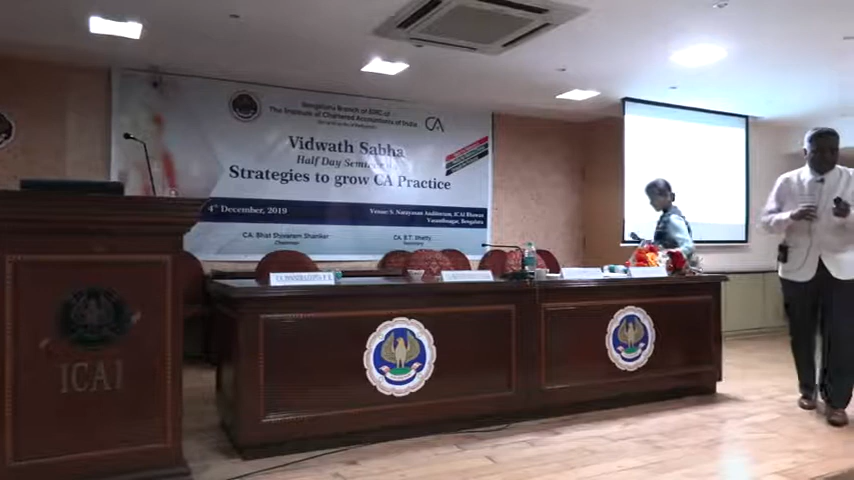 Bengaluru Branch of SIRC of
The Institute of Chartered Accountants of India
CA
Vidwath Sabha
Half Day Seminar on
Strategies to grow CA Practice
4th December, 2019
Venue: S. Narayanan Auditorium, ICAI Bhawan
Vasanthnagar, Bengaluru
CA. Bhat Shivaram Shankar
Chairman
CA. B.T. Shetty
Secretary
ICAI